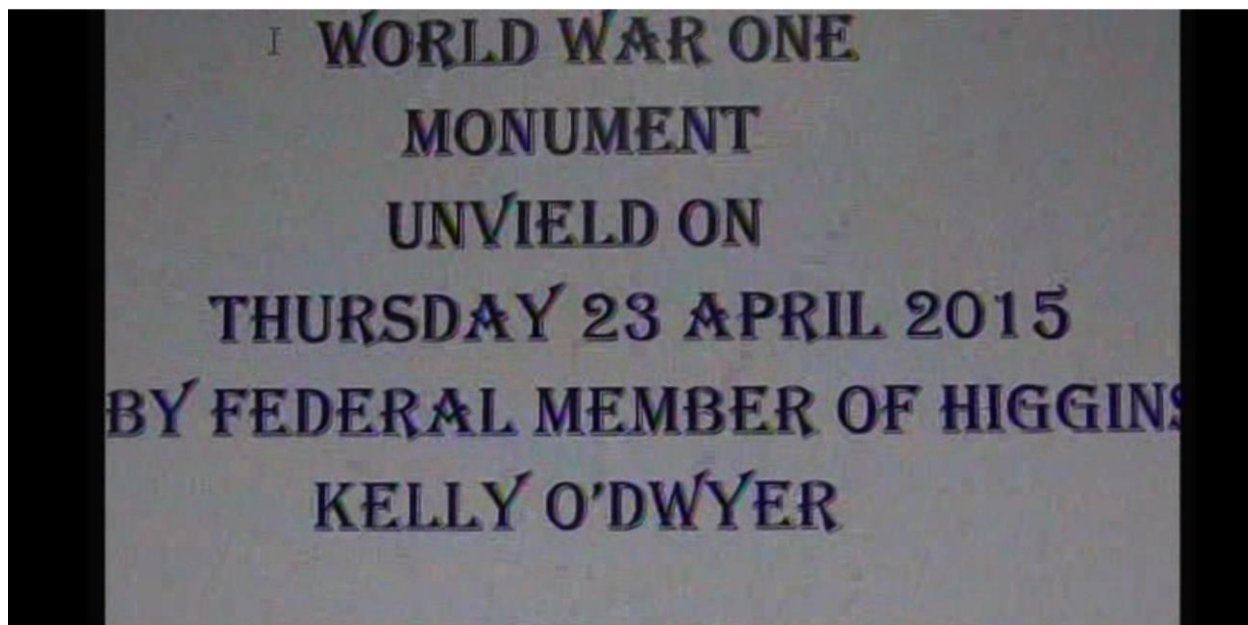 WORLD WAR ONE
MONUMENT
UNVIELD ON
THURSDAY 23 APRIL 2015
BY FEDERAL MEMBER OF HIGGINS
KELLY O'DWYER